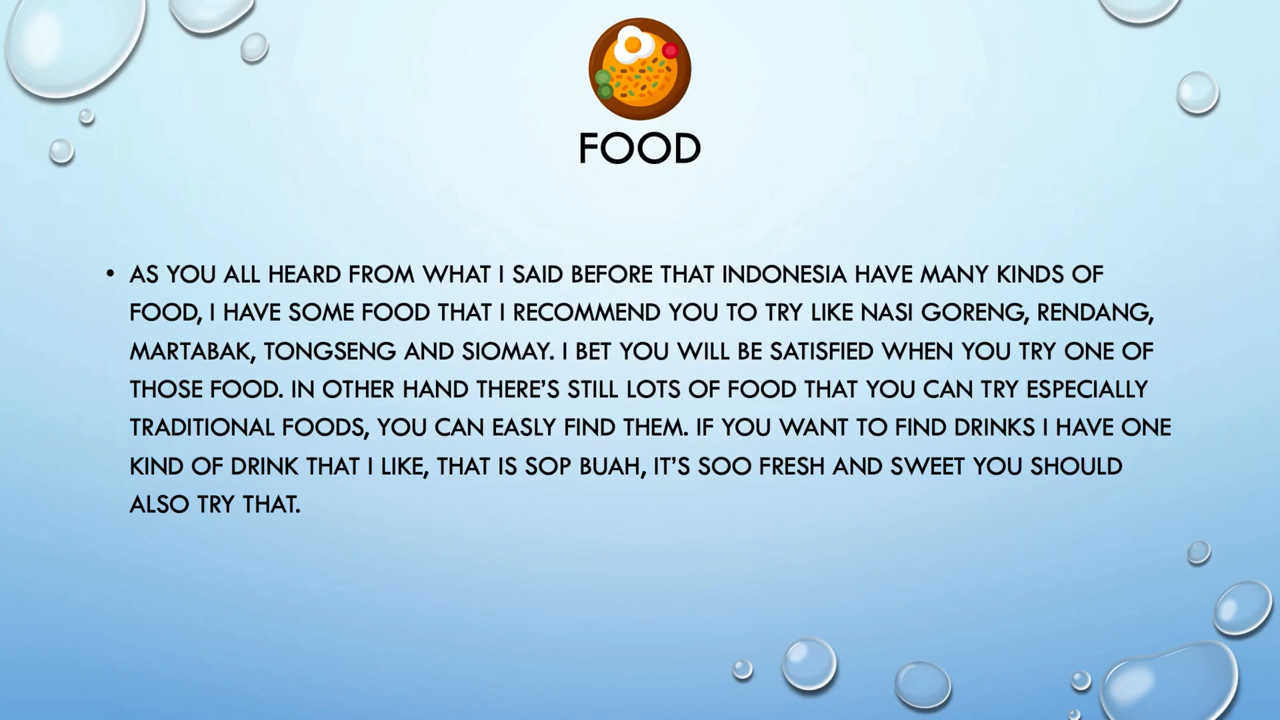 FOOD
• AS YOU ALL HEARD FROM WHAT I SAID BEFORE THAT INDONESIA HAVE MANY KINDS OF
FOOD, I HAVE SOME FOOD THAT I RECOMMEND YOU TO TRY LIKE NASI GORENG, RENDANG,
MARTABAK, TONGSENG AND SIOMAY. I BET YOU WILL BE SATISFIED WHEN YOU TRY ONE OF
THOSE FOOD. IN OTHER HAND THERE’S STILL LOTS OF FOOD THAT YOU CAN TRY ESPECIALLY
TRADITIONAL FOODS, YOU CAN EASLY FIND THEM. IF YOU WANT TO FIND DRINKS I HAVE ONE
KIND OF DRINK THAT I LIKE, THAT IS SOP BUAH, IT’S SOO FRESH AND SWEET YOU SHOULD
ALSO TRY THAT.